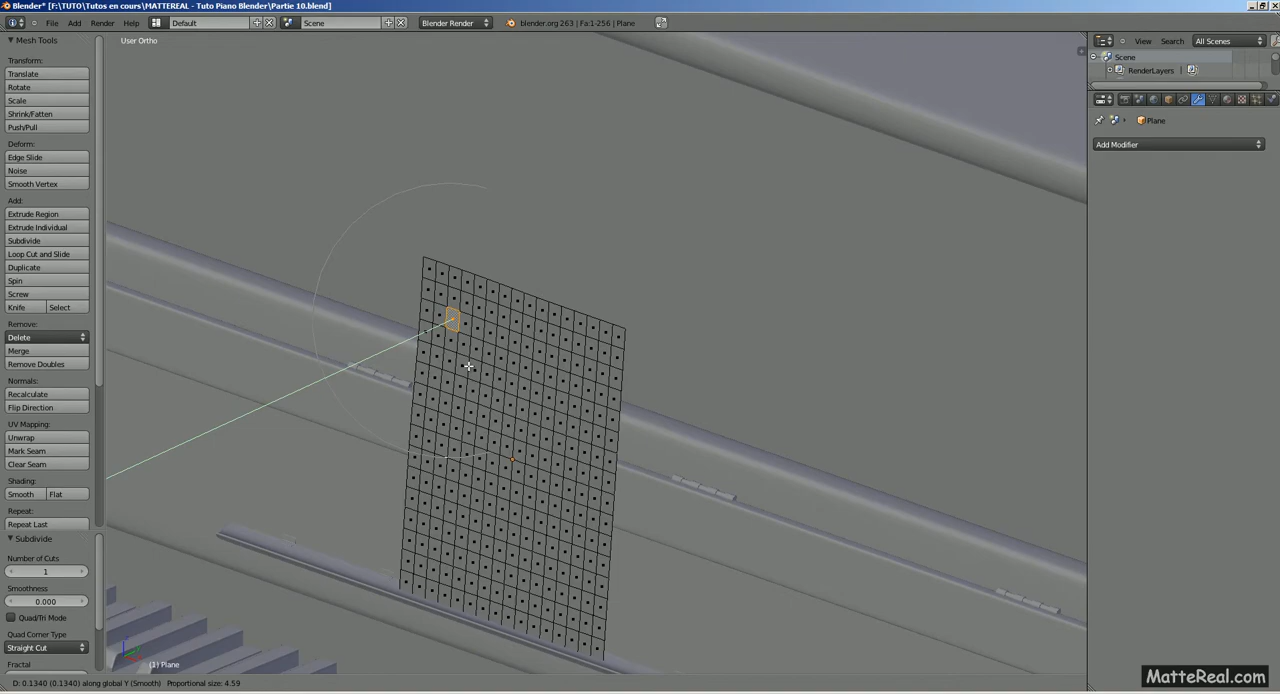 Blender* [F:\TUTO\Tutos en cours\MATTEREAL - Tuto Piano Blender\Partie 10.blend]
File Add Render Help Default Scene Blender Render blender.org 263 | Fa:1-256 | Plane
Mesh Tools
User Ortho
View Search All Scenes
Scene
RenderLayers
Plane
Add Modifier
Transform:
Translate
Rotate
Scale
Shrink/Fatten
Push/Pull
Deform:
Edge Slide
Noise
Smooth Vertex
Add:
Extrude Region
Extrude Individual
Subdivide
Loop Cut and Slide
Duplicate
Spin
Screw
Knife Select
Remove:
Delete
Merge
Remove Doubles
Normals:
Recalculate
Flip Direction
UV Mapping:
Unwrap
Mark Seam
Clear Seam
Shading:
Smooth Flat
Repeat:
Repeat Last
Subdivide
Number of Cuts
1
Smoothness
0.000
Quad/Tri Mode
Quad Corner Type
Straight Cut
Fractal
(1) Plane
D: 0.1340 (0.1340) along global Y (Smooth) Proportional size: 4.59
MatteReal.com